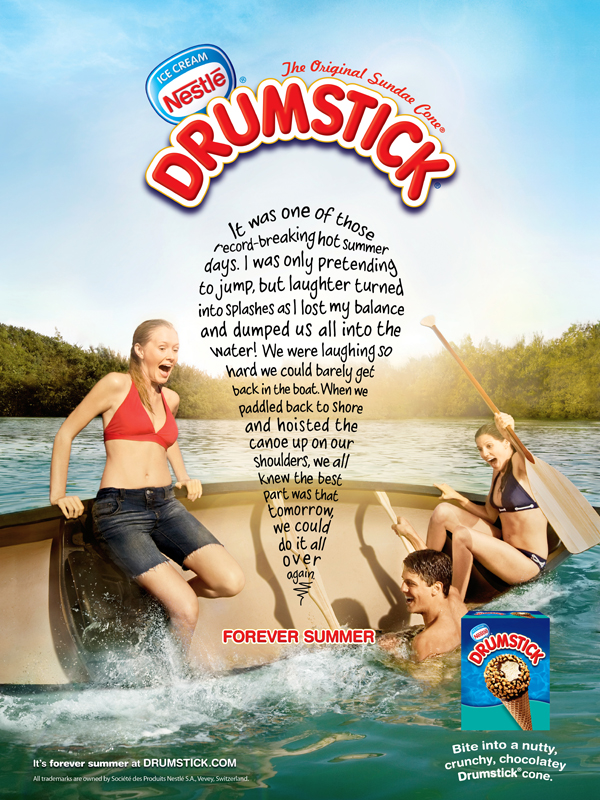 ICE CREAM
Nestlé®
The Original Sundae Cone®
DRUMSTICK®
It was one of those
record-breaking hot summer
days. I was only pretending
to jump, but laughter turned
into splashes as I lost my balance
and dumped us all into the
water! We were laughing so
hard we could barely get
back in the boat. When we
paddled back to shore
and hoisted the
canoe up on our
shoulders, we all
knew the best
part was that
tomorrow,
we could
do it all
over
again.
FOREVER SUMMER
Nestlé
DRUMSTICK
Bite into a nutty,
crunchy, chocolatey
Drumstick® cone.
It's forever summer at DRUMSTICK.COM
All trademarks are owned by Société des Produits Nestlé S.A., Vevey, Switzerland.